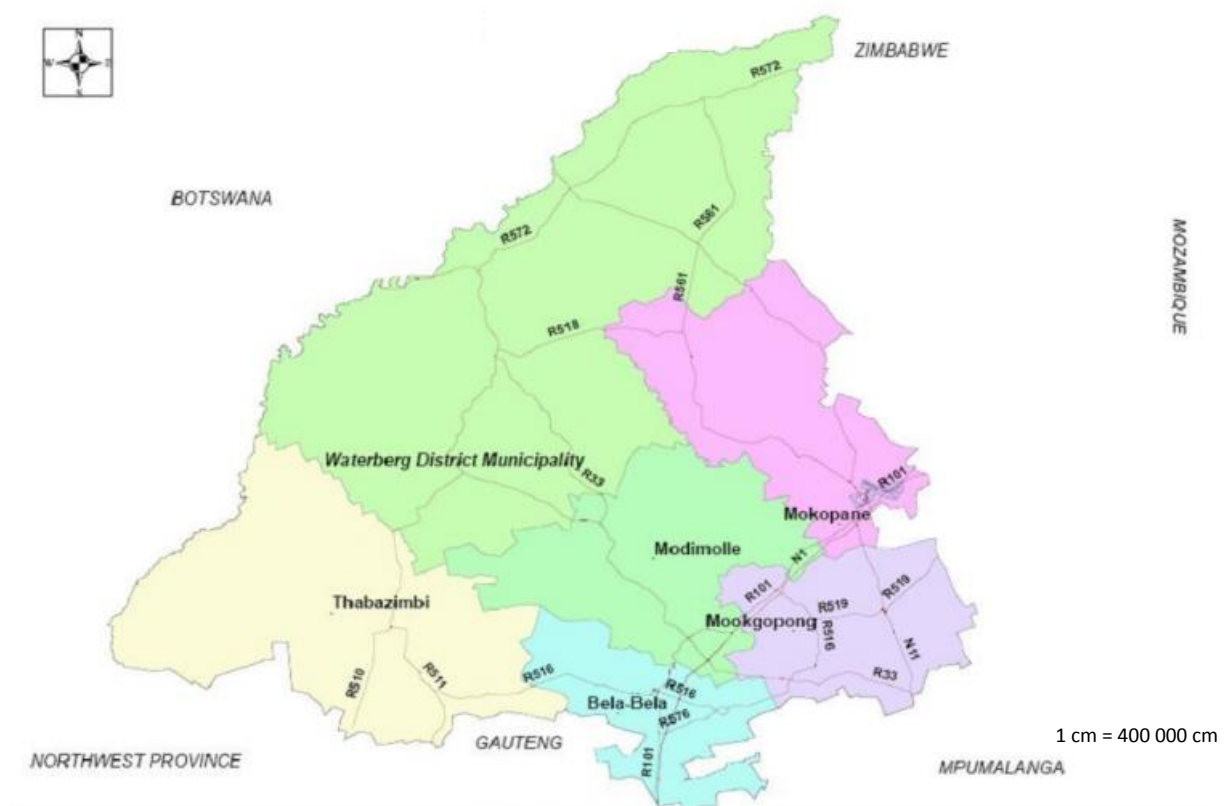 N
W
S
ZIMBABWE
R572
BOTSWANA
R561
MOZAMBIQUE
R572
R561
R518
Waterberg District Municipality
R33
R101
Mokopane
Modimolle
N1
R101
R519
R519
Thabazimbi
Mookgopong
R516
N11
R510
R511
R516
R33
R516
Bela-Bela
R576
1 cm = 400 000 cm
GAUTENG
NORTHWEST PROVINCE
R101
MPUMALANGA